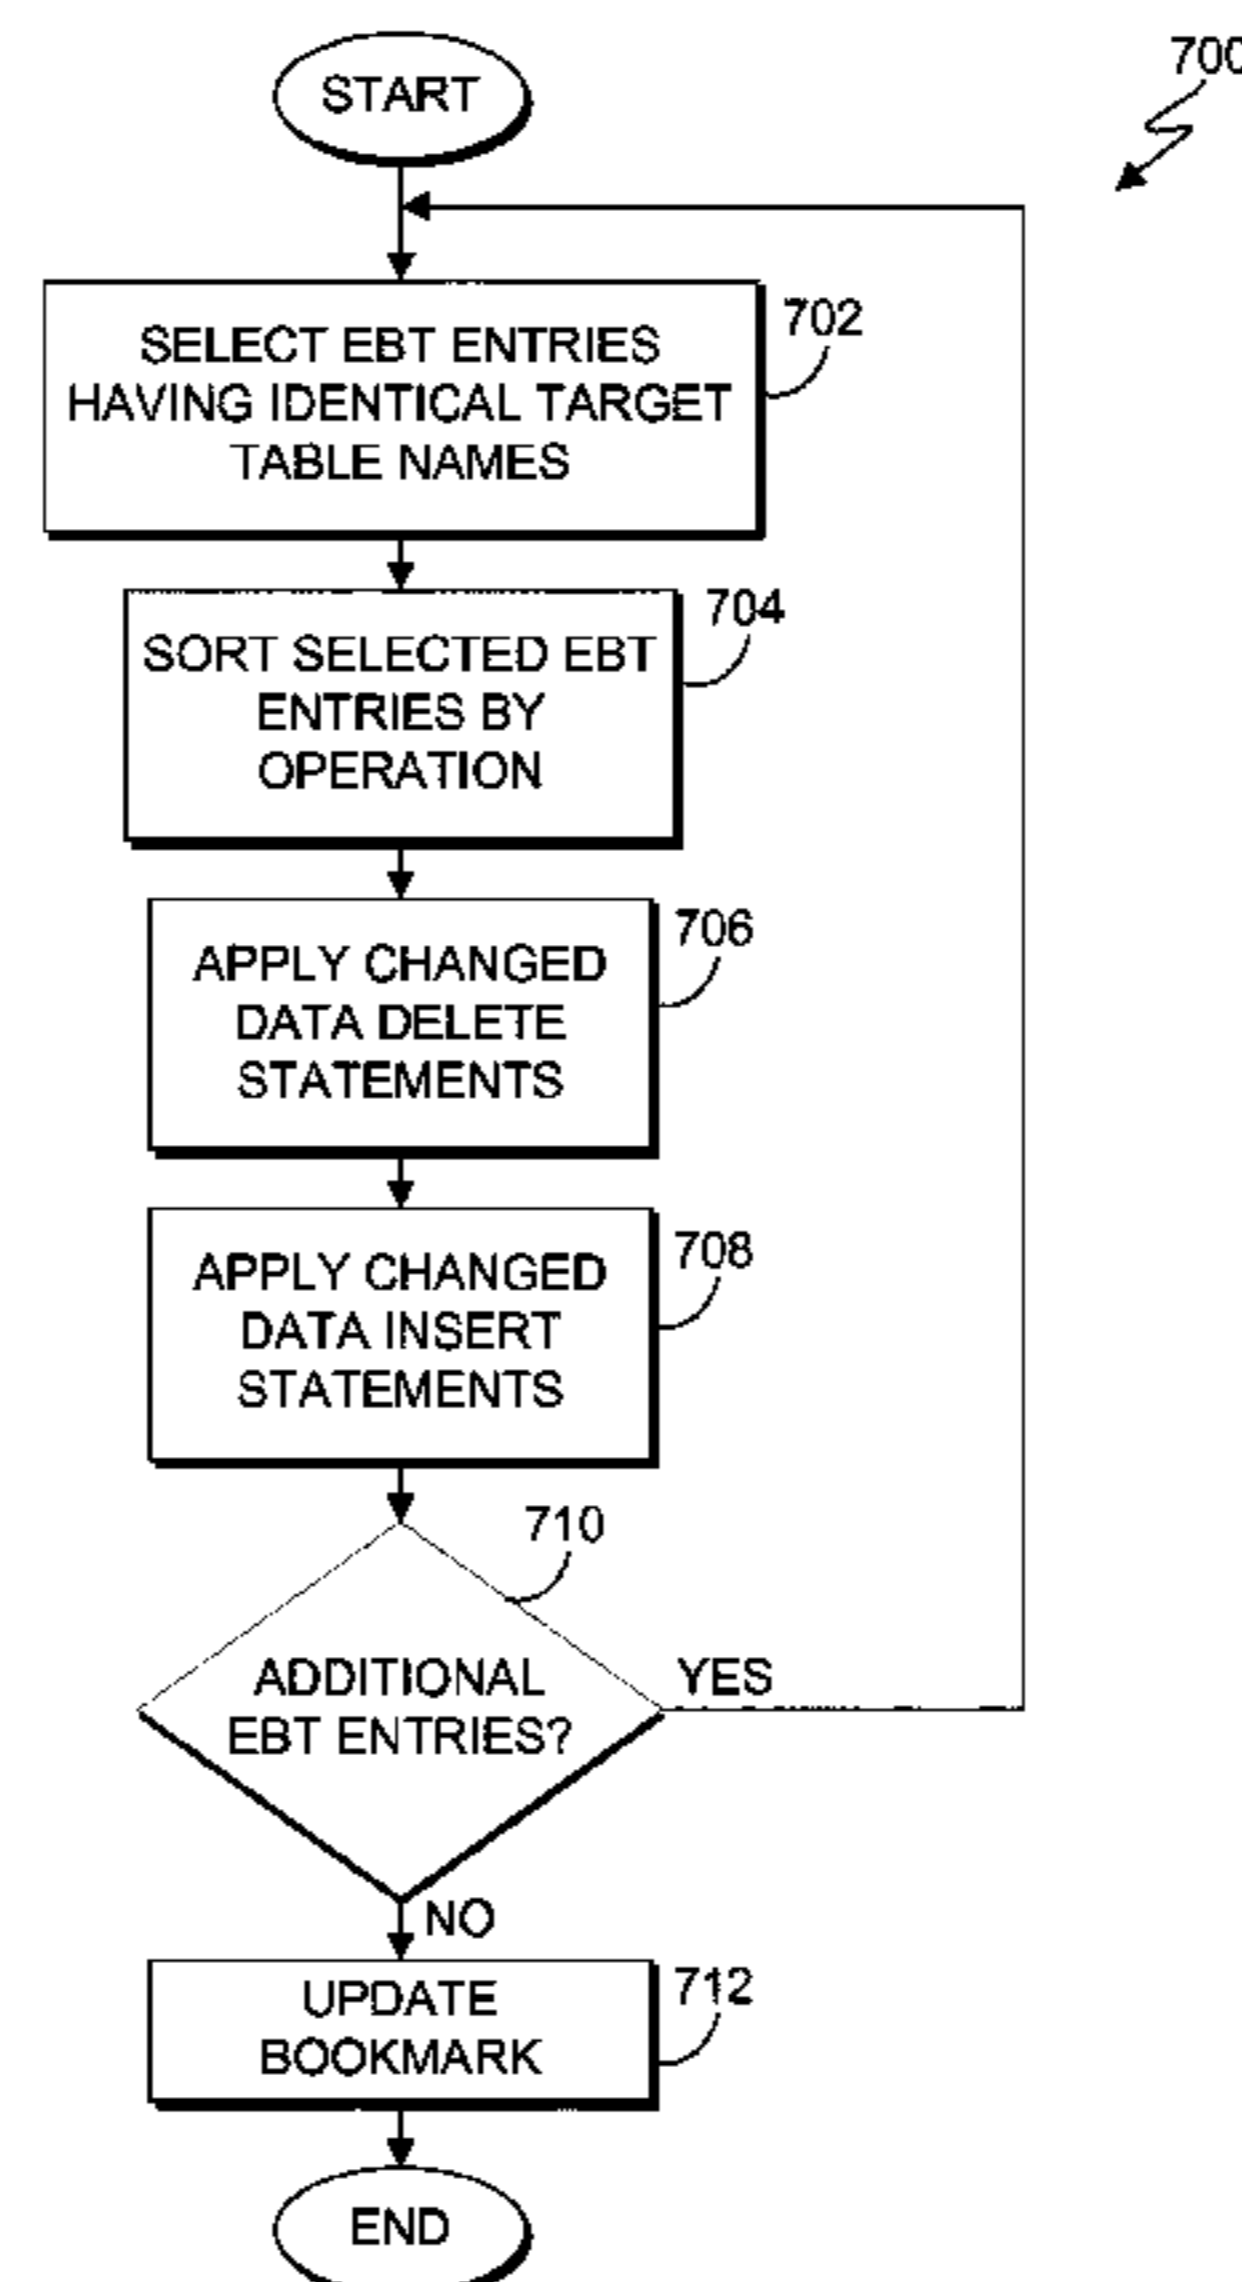 START
700
SELECT EBT ENTRIES
HAVING IDENTICAL TARGET
TABLE NAMES
702
SORT SELECTED EBT
ENTRIES BY
OPERATION
704
APPLY CHANGED
DATA DELETE
STATEMENTS
706
APPLY CHANGED
DATA INSERT
STATEMENTS
708
710
ADDITIONAL
EBT ENTRIES?
YES
NO
UPDATE
BOOKMARK
712
END